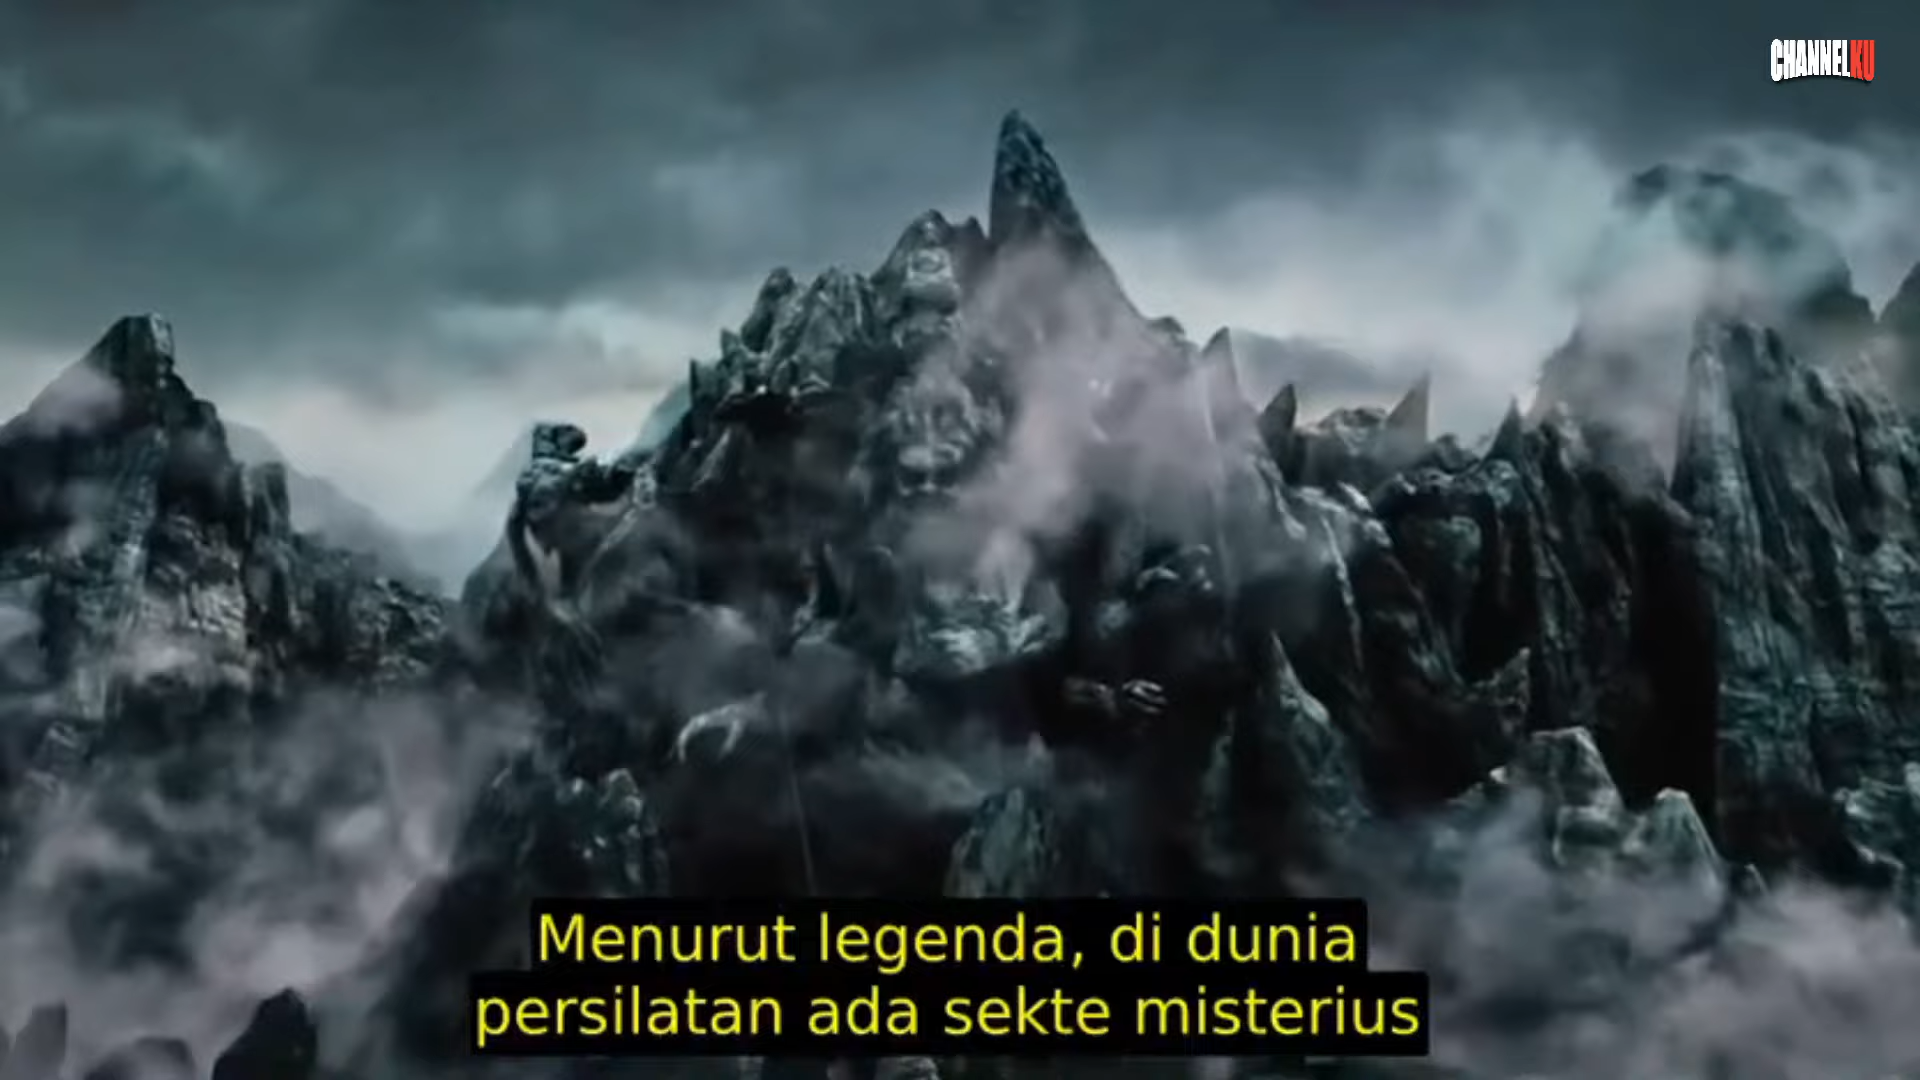 CHANNELKU
Menurut legenda, di dunia
persilatan ada sekte misterius